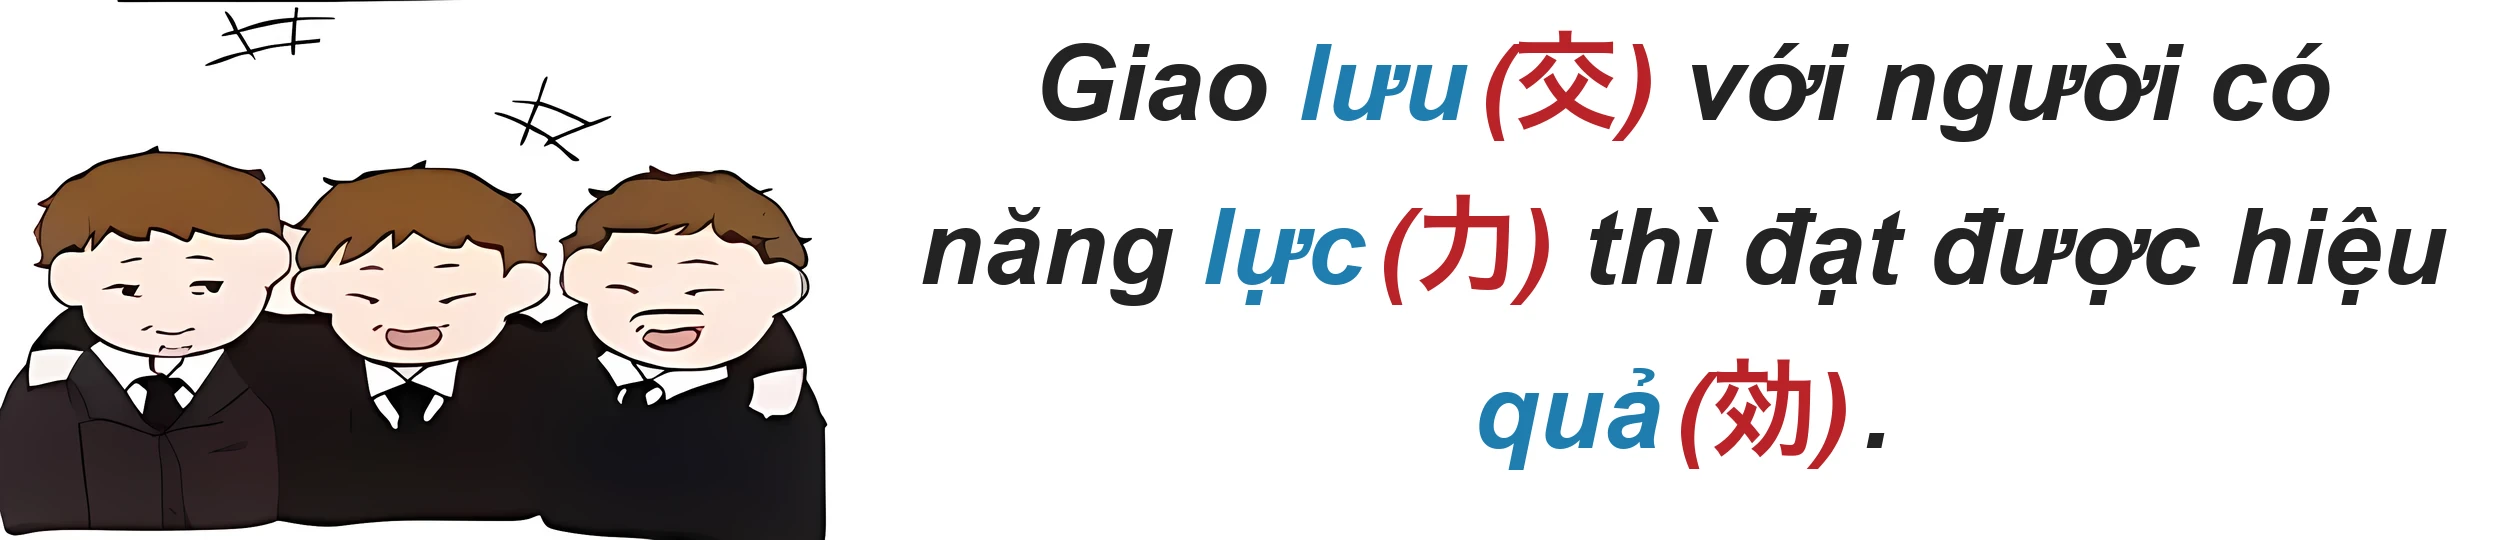 Giao lưu(交) với người có
năng lực(力) thì đạt được hiệu
quả(効).